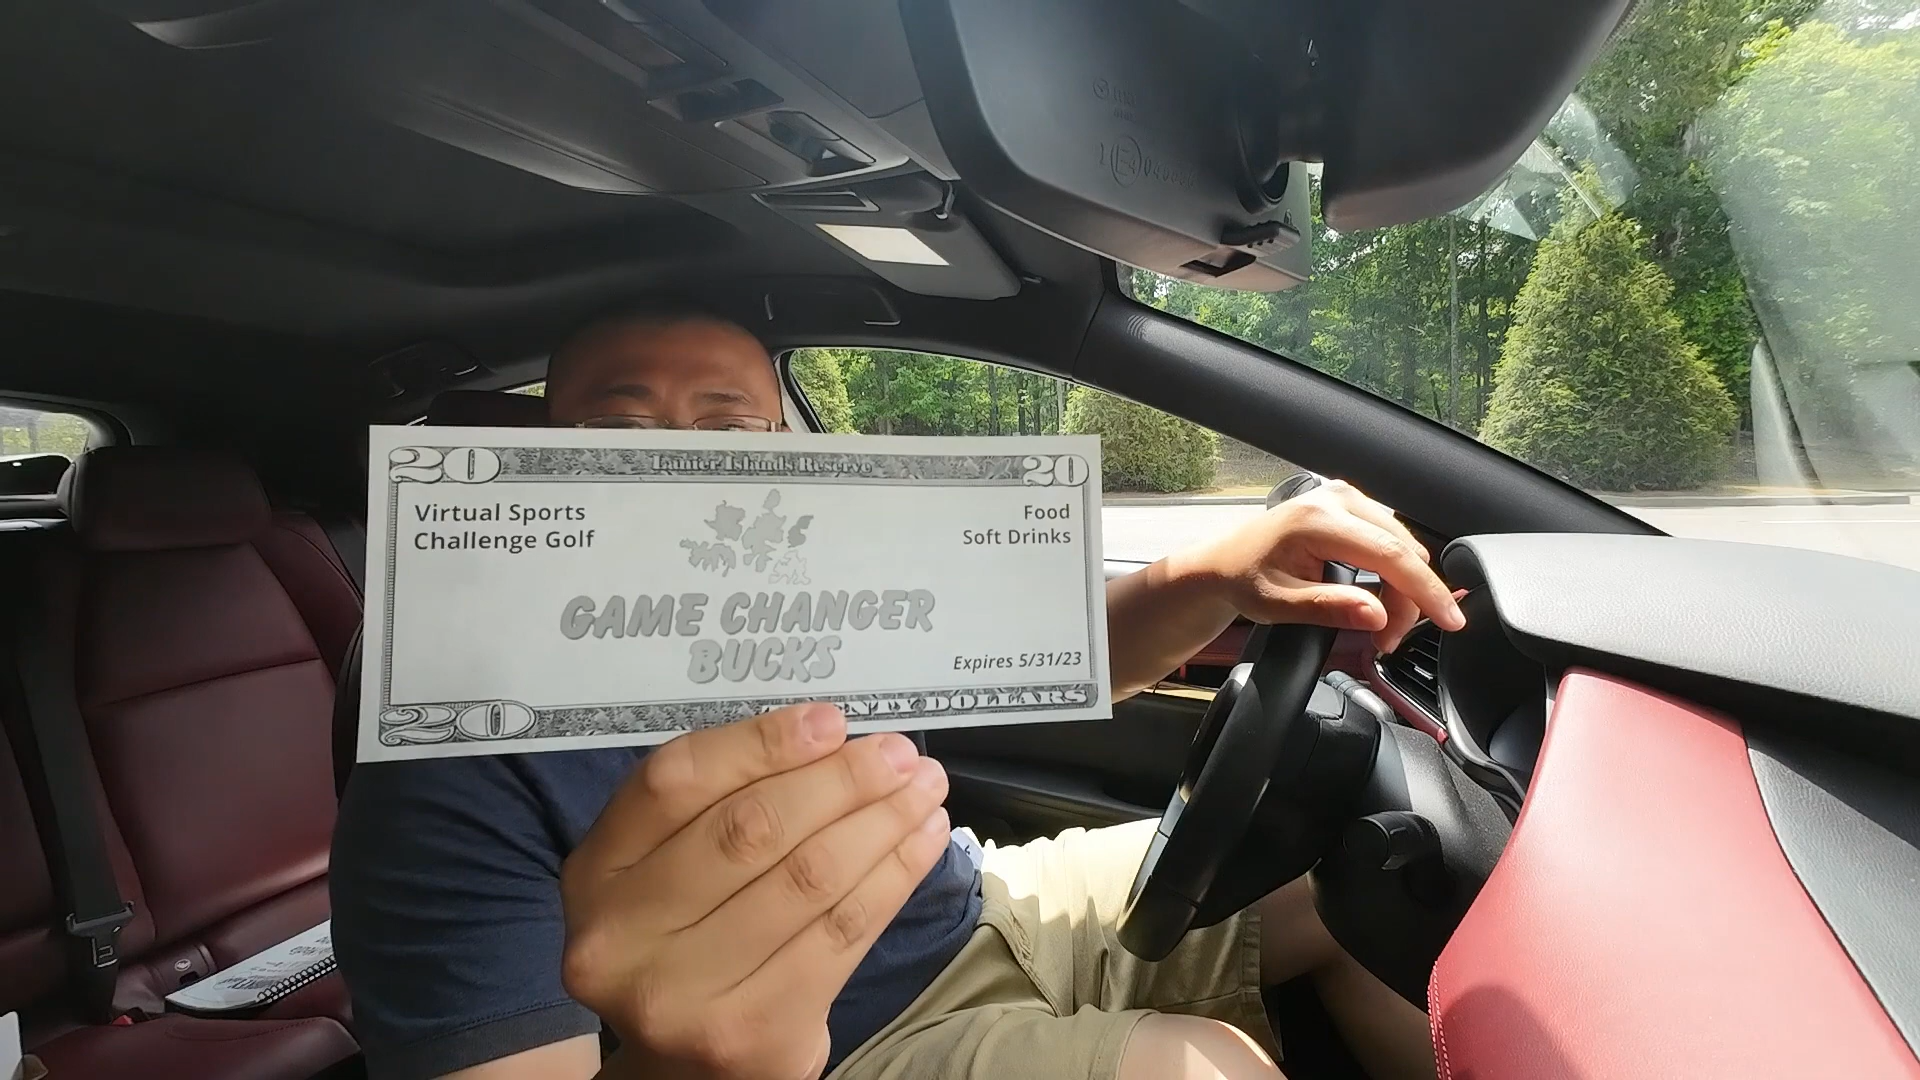 20 Lanier Islands Reserve 20
Virtual Sports
Challenge Golf
Food
Soft Drinks
GAME CHANGER
BUCKS
Expires 5/31/23
20 TWENTY DOLLARS